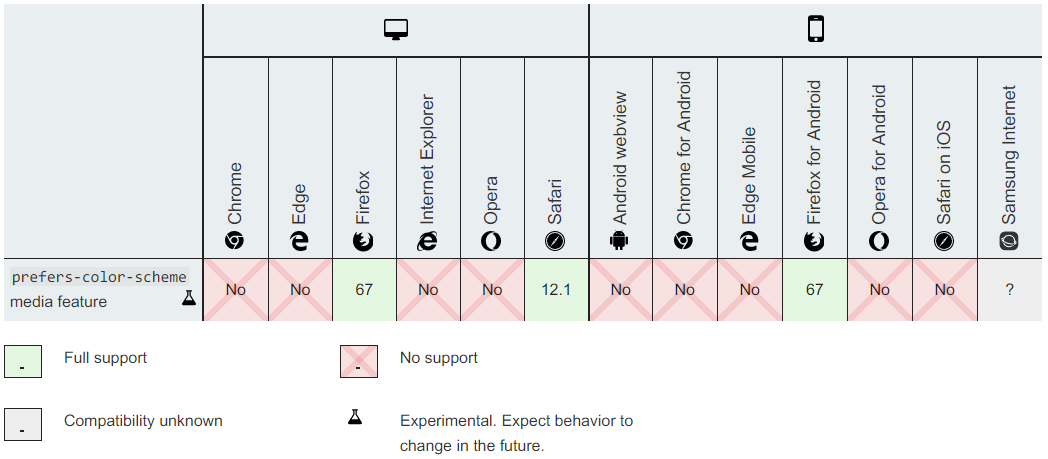 Chrome
Edge
Firefox
Internet Explorer
Opera
Safari
Android webview
Chrome for Android
Edge Mobile
Firefox for Android
Opera for Android
Safari on iOS
Samsung Internet
prefers-color-scheme
media feature
No No 67 No No 12.1 No No No 67 No No ?
- Full support
- No support
- Compatibility unknown
Experimental. Expect behavior to
change in the future.